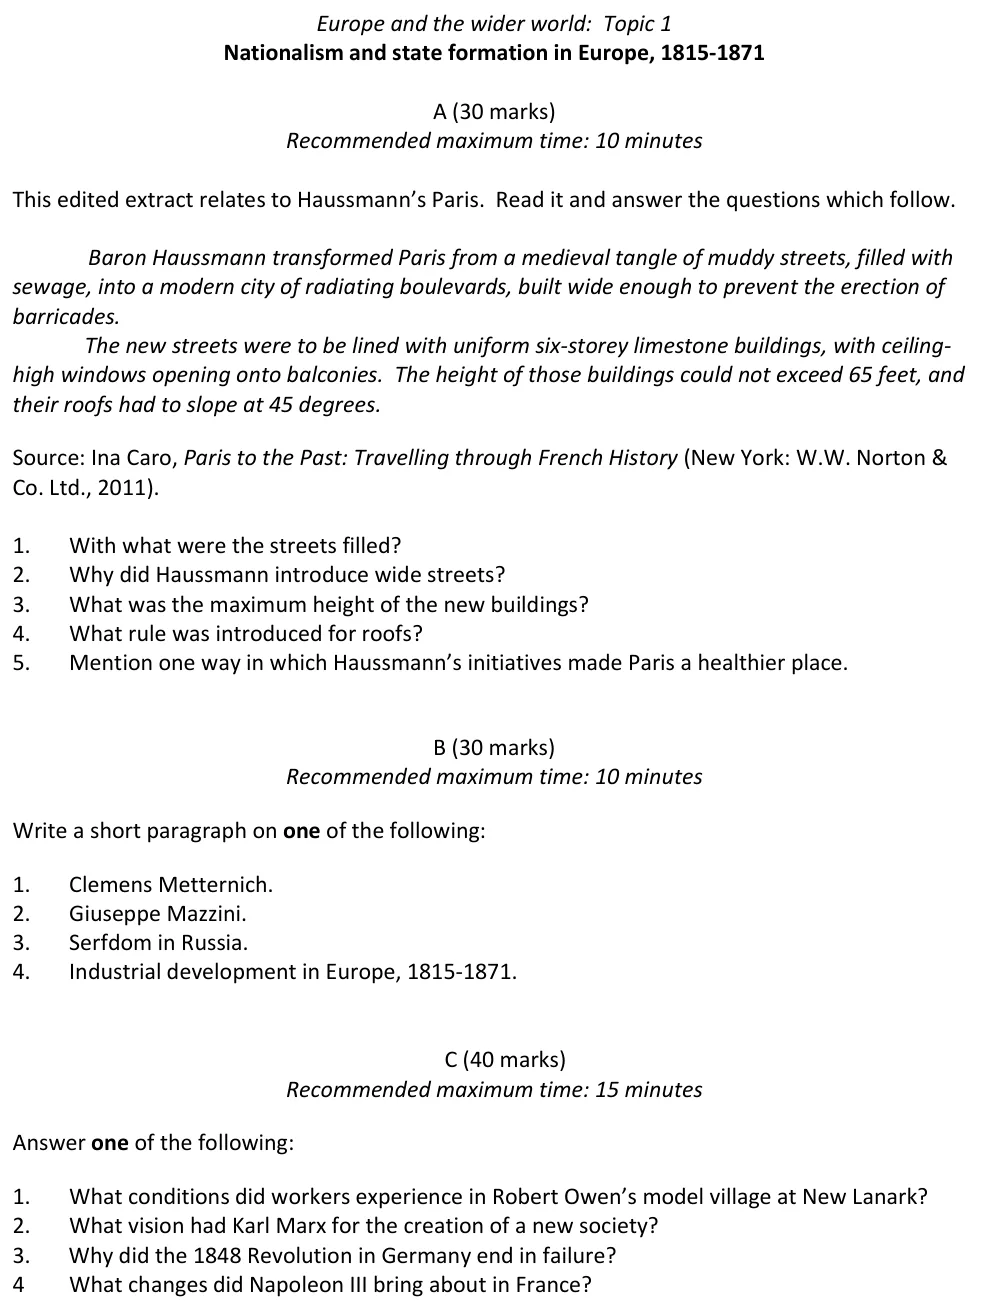 Europe and the wider world:  Topic 1
Nationalism and state formation in Europe, 1815-1871
A (30 marks)
Recommended maximum time: 10 minutes
This edited extract relates to Haussmann’s Paris.  Read it and answer the questions which follow.
Baron Haussmann transformed Paris from a medieval tangle of muddy streets, filled with
sewage, into a modern city of radiating boulevards, built wide enough to prevent the erection of
barricades.
The new streets were to be lined with uniform six-storey limestone buildings, with ceiling-
high windows opening onto balconies.  The height of those buildings could not exceed 65 feet, and
their roofs had to slope at 45 degrees.
Source: Ina Caro, Paris to the Past: Travelling through French History (New York: W.W. Norton &
Co. Ltd., 2011).
1. With what were the streets filled?
2. Why did Haussmann introduce wide streets?
3. What was the maximum height of the new buildings?
4. What rule was introduced for roofs?
5. Mention one way in which Haussmann’s initiatives made Paris a healthier place.
B (30 marks)
Recommended maximum time: 10 minutes
Write a short paragraph on one of the following:
1. Clemens Metternich.
2. Giuseppe Mazzini.
3. Serfdom in Russia.
4. Industrial development in Europe, 1815-1871.
C (40 marks)
Recommended maximum time: 15 minutes
Answer one of the following:
1. What conditions did workers experience in Robert Owen’s model village at New Lanark?
2. What vision had Karl Marx for the creation of a new society?
3. Why did the 1848 Revolution in Germany end in failure?
4 What changes did Napoleon III bring about in France?